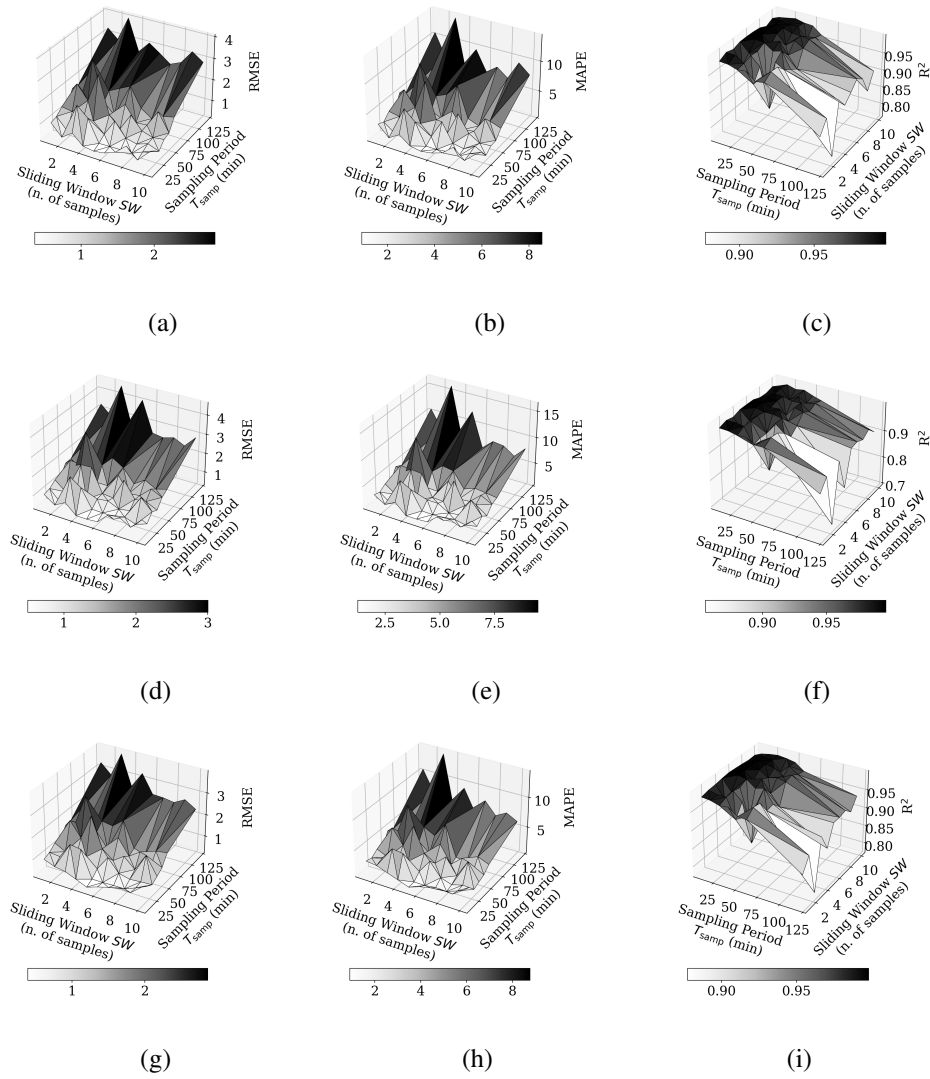 4
3
2
1
RMSE
2
4
6
8
10
Sliding Window SW
(n. of samples)
25
50
75
100
125
Sampling Period
Tsamp (min)
1 2
(a)
10
5
MAPE
2
4
6
8
10
Sliding Window SW
(n. of samples)
25
50
75
100
125
Sampling Period
Tsamp (min)
2 4 6 8
(b)
0.95
0.90
0.85
0.80
R²
25
50
75
100
125
Sampling Period
Tsamp (min)
2
4
6
8
10
Sliding Window SW
(n. of samples)
0.90 0.95
(c)
4
3
2
1
RMSE
2
4
6
8
10
Sliding Window SW
(n. of samples)
25
50
75
100
125
Sampling Period
Tsamp (min)
1 2 3
(d)
15
10
5
MAPE
2
4
6
8
10
Sliding Window SW
(n. of samples)
25
50
75
100
125
Sampling Period
Tsamp (min)
2.5 5.0 7.5
(e)
0.9
0.8
0.7
R²
25
50
75
100
125
Sampling Period
Tsamp (min)
2
4
6
8
10
Sliding Window SW
(n. of samples)
0.90 0.95
(f)
3
2
1
RMSE
2
4
6
8
10
Sliding Window SW
(n. of samples)
25
50
75
100
125
Sampling Period
Tsamp (min)
1 2
(g)
10
5
MAPE
2
4
6
8
10
Sliding Window SW
(n. of samples)
25
50
75
100
125
Sampling Period
Tsamp (min)
2 4 6 8
(h)
0.95
0.90
0.85
0.80
R²
25
50
75
100
125
Sampling Period
Tsamp (min)
2
4
6
8
10
Sliding Window SW
(n. of samples)
0.90 0.95
(i)